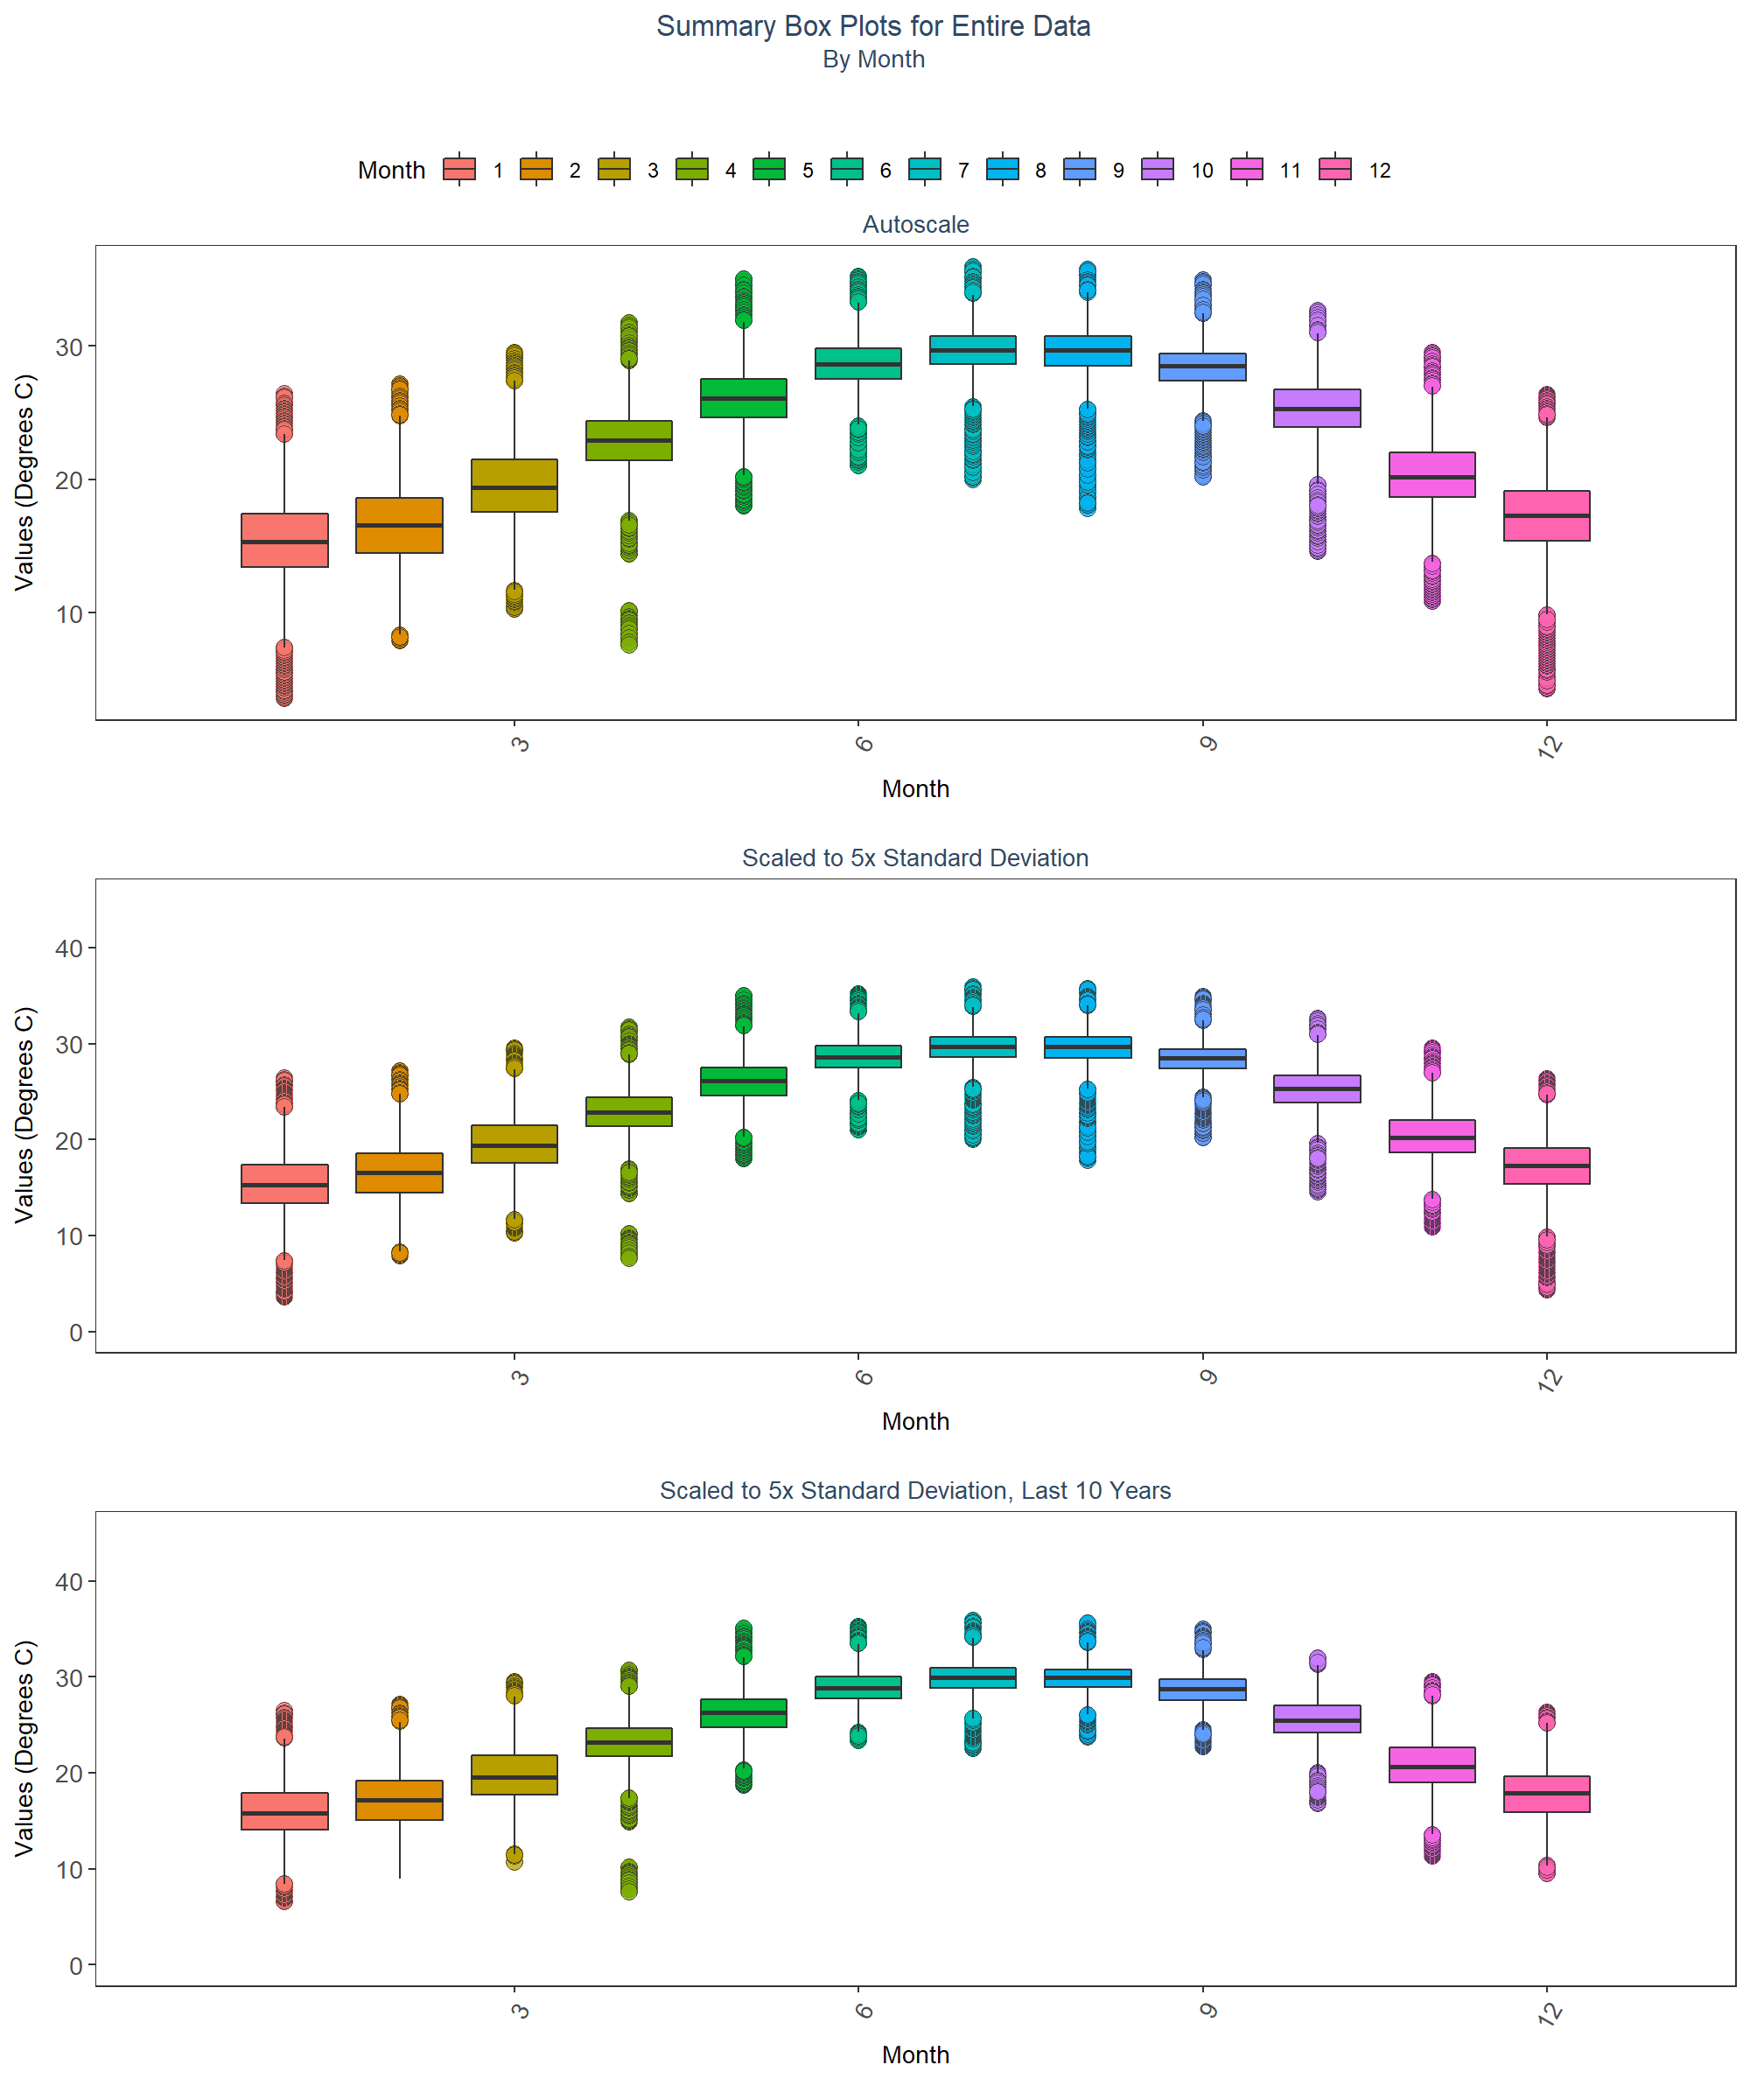 Summary Box Plots for Entire Data
By Month
Month 1 2 3 4 5 6 7 8 9 10 11 12
Autoscale
Values (Degrees C)
30
20
10
3 6 9 12
Month
Scaled to 5x Standard Deviation
Values (Degrees C)
40
30
20
10
0
3 6 9 12
Month
Scaled to 5x Standard Deviation, Last 10 Years
Values (Degrees C)
40
30
20
10
0
3 6 9 12
Month